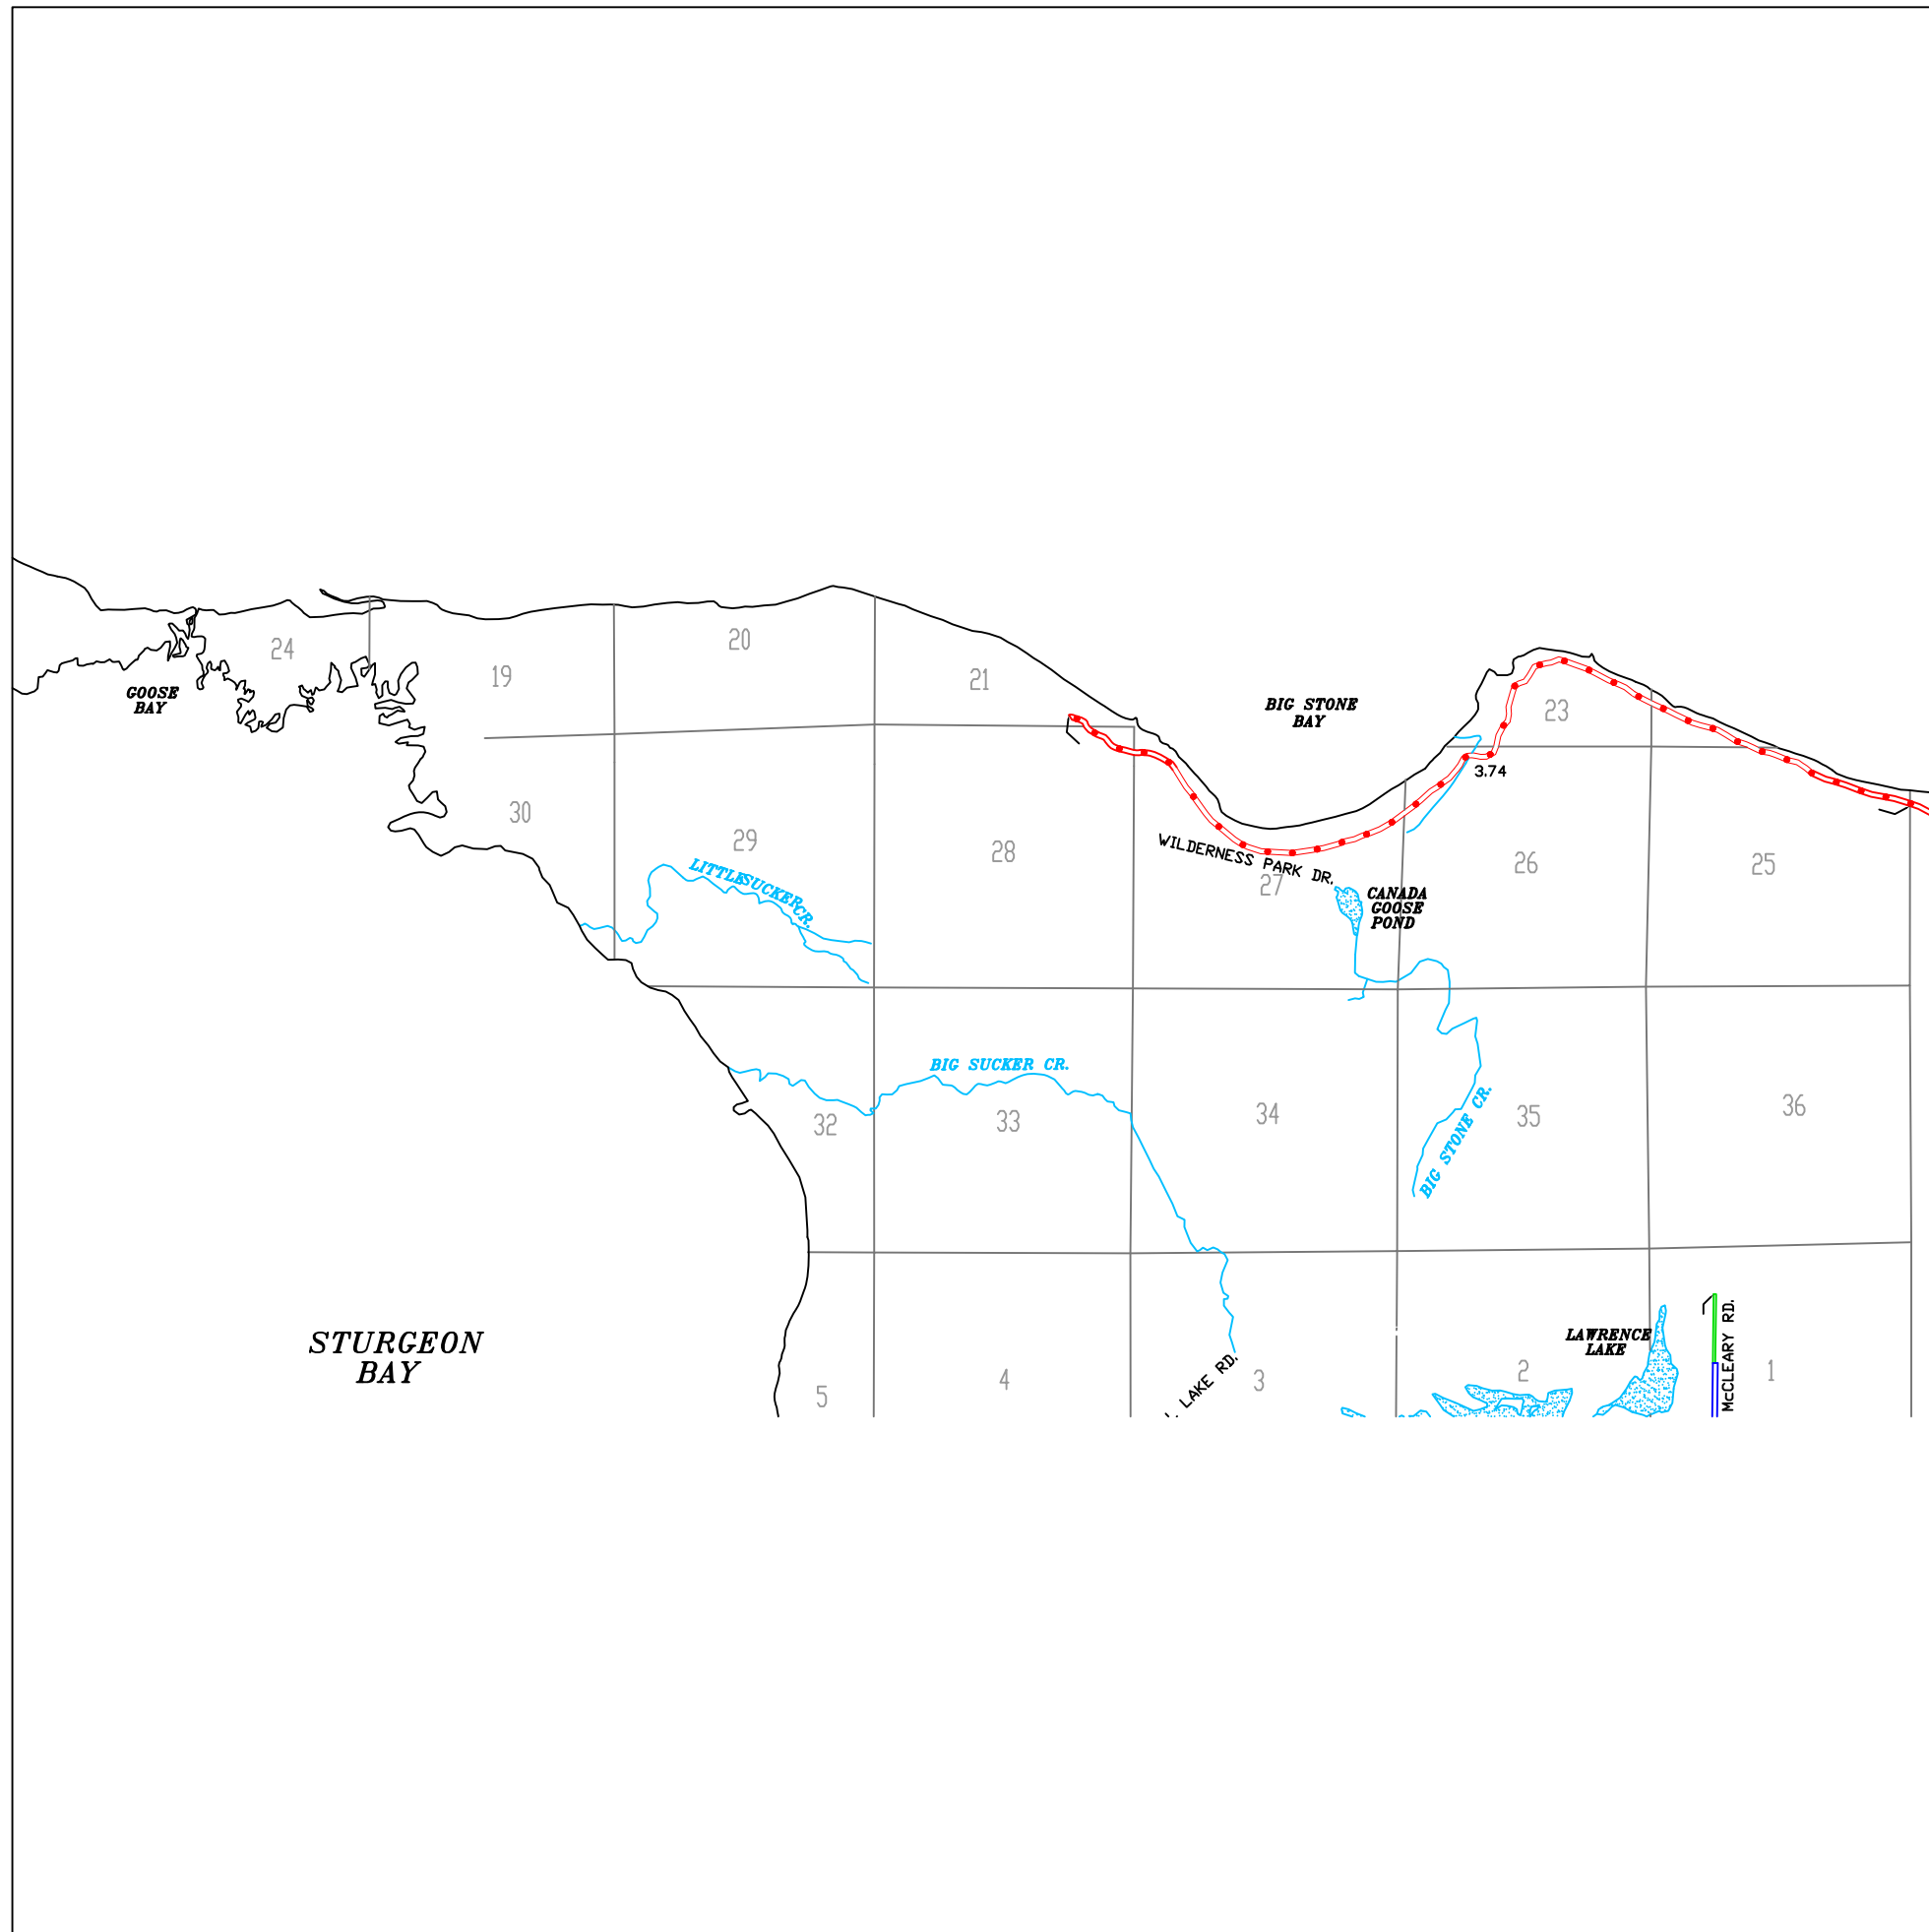 20
24
19
21
GOOSE
BAY
BIG STONE
BAY
23
3.74
30
29
28
WILDERNESS PARK DR.
26
25
LITTLE SUCKER CR.
27
CANADA
GOOSE
POND
BIG SUCKER CR.
32
33
34
BIG STONE CR.
35
36
STURGEON
BAY
LAWRENCE
LAKE
McCLEARY RD.
5
4
LAKE RD.
3
2
1